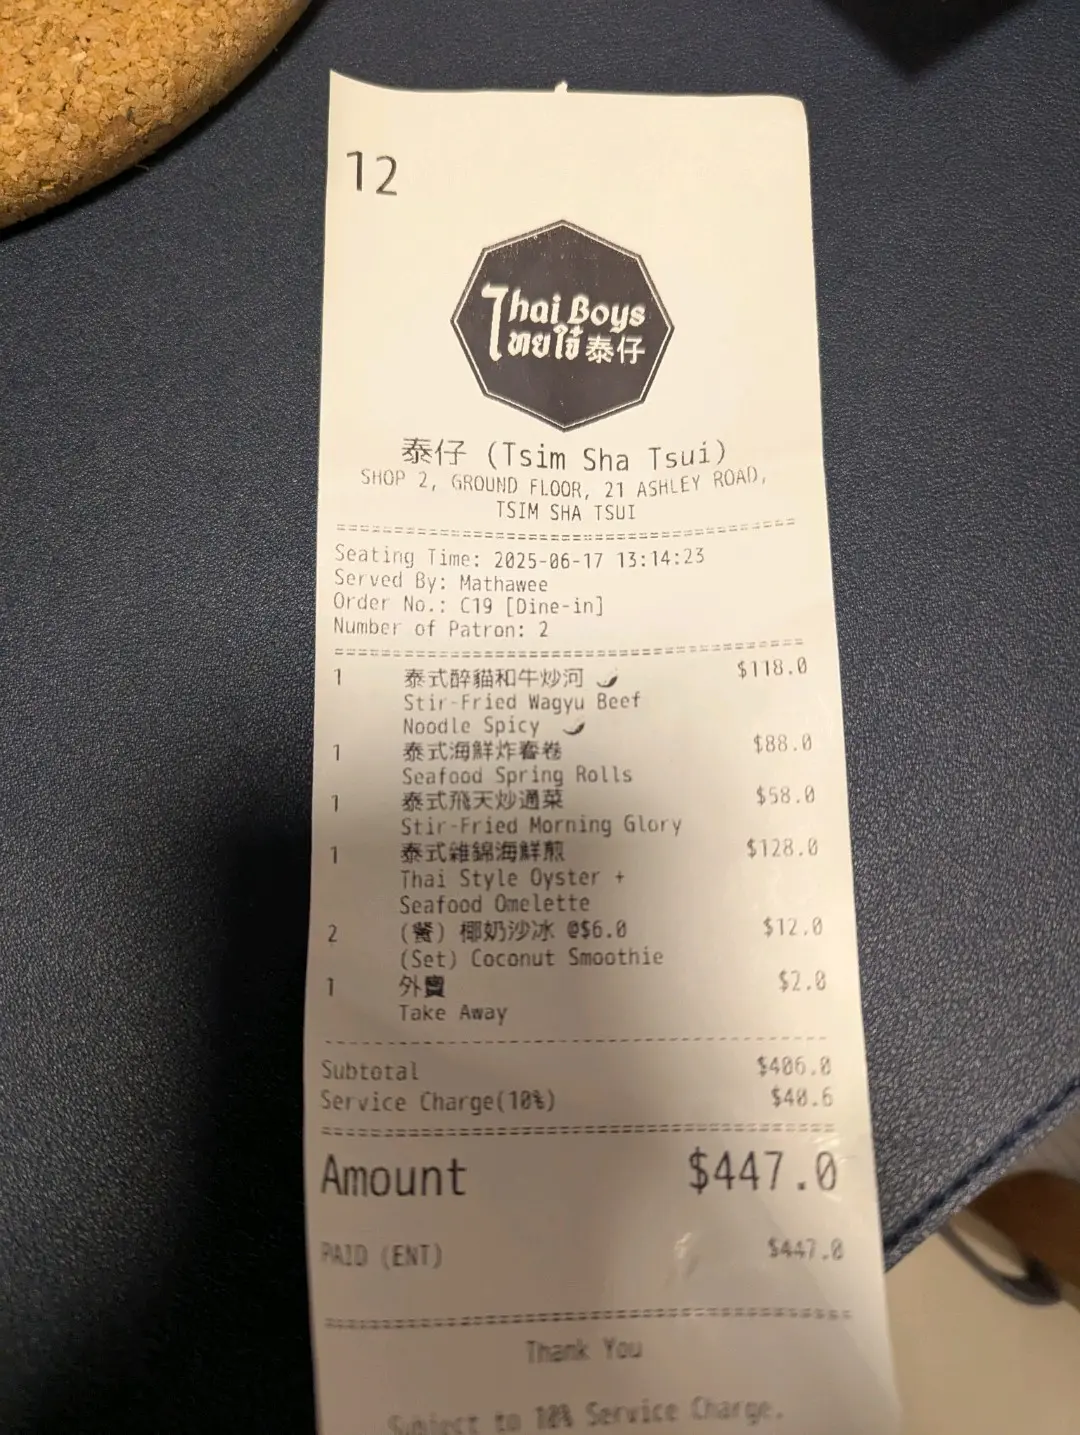 12
Thai Boys
ไทยใจ๋ 泰仔
泰仔 (Tsim Sha Tsui)
SHOP 2, GROUND FLOOR, 21 ASHLEY ROAD,
TSIM SHA TSUI
Seating Time: 2025-06-17 13:14:23
Served By: Mathawee
Order No.: C19 [Dine-in]
Number of Patron: 2
1 泰式醉貓和牛炒河 $118.0
Stir-Fried Wagyu Beef
Noodle Spicy
1 泰式海鮮炸春卷 $88.0
Seafood Spring Rolls
1 泰式飛天炒通菜 $58.0
Stir-Fried Morning Glory
1 泰式雜錦海鮮煎 $128.0
Thai Style Oyster +
Seafood Omelette
2 (餐) 椰奶沙冰 @$6.0 $12.0
(Set) Coconut Smoothie
1 外賣 $2.0
Take Away
Subtotal $406.0
Service Charge(10%) $40.6
Amount $447.0
PAID (ENT) $447.0
Thank You
Subject to 10% Service Charge.